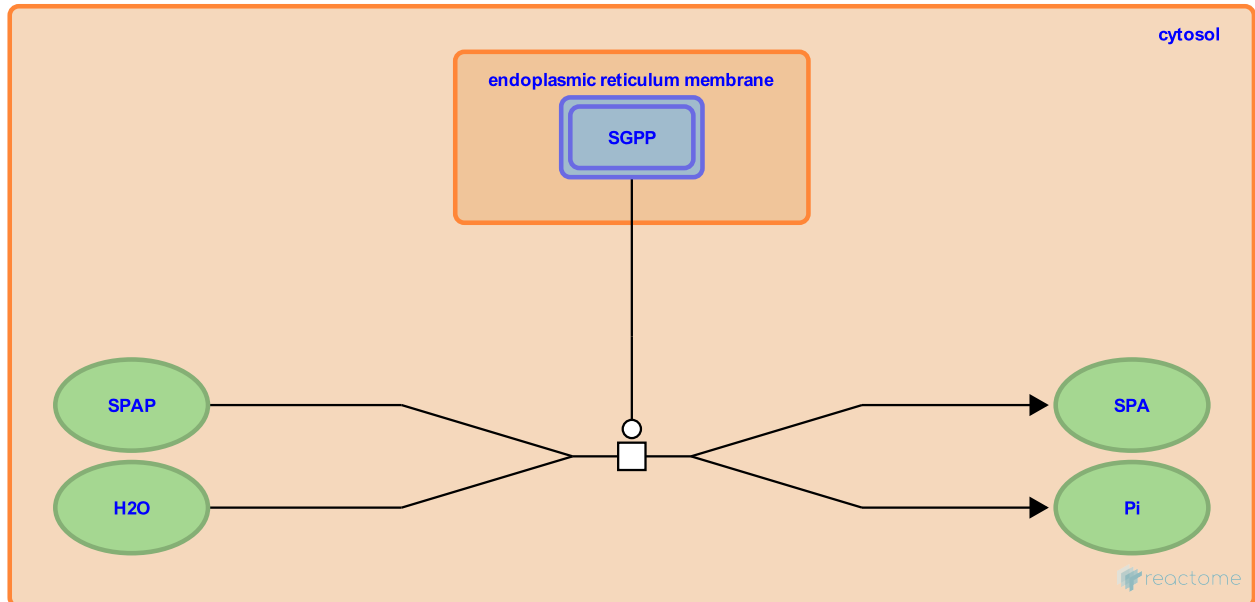 cytosol
endoplasmic reticulum membrane
SGPP
SPAP
SPA
H2O
Pi
reactome